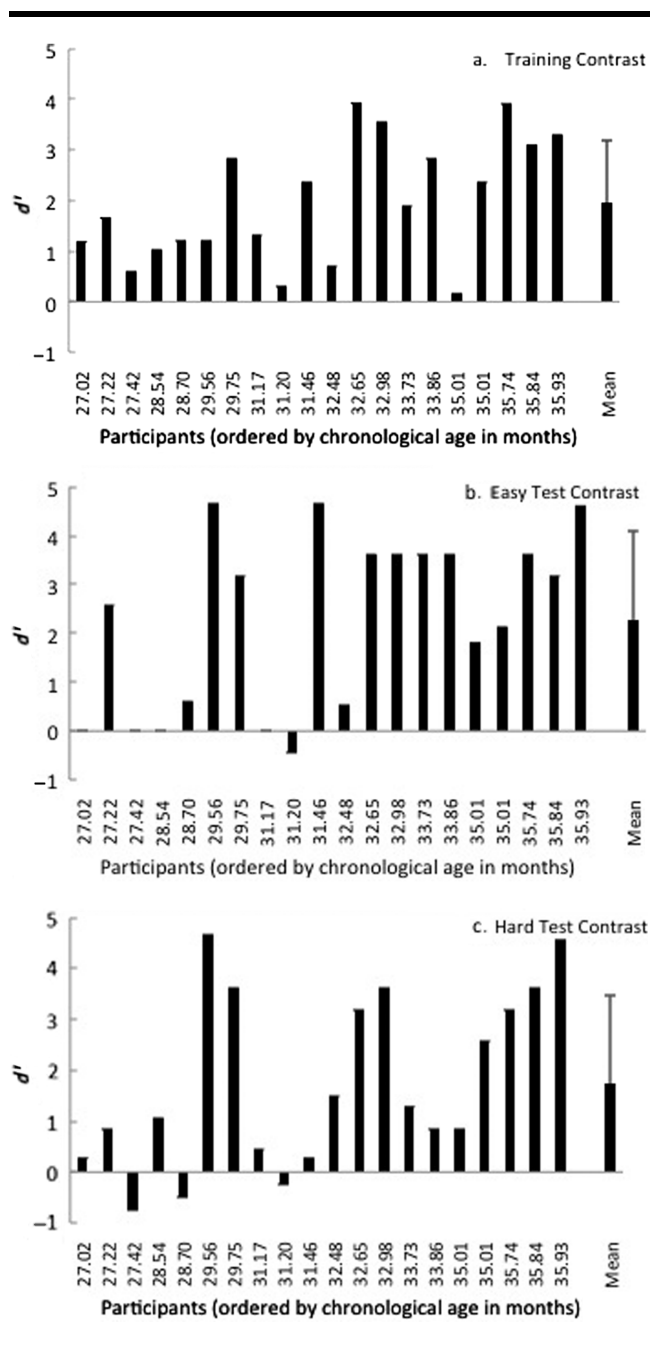 a. Training Contrast
5
4
3
2
1
0
−1
d'
27.02 27.22 27.42 28.54 28.70 29.56 29.75 31.17 31.20 31.46 32.48 32.65 32.98 33.73 33.86 35.01 35.01 35.74 35.84 35.93 Mean
Participants (ordered by chronological age in months)
b. Easy Test Contrast
5
4
3
2
1
0
−1
d'
27.02 27.22 27.42 28.54 28.70 29.56 29.75 31.17 31.20 31.46 32.48 32.65 32.98 33.73 33.86 35.01 35.01 35.74 35.84 35.93 Mean
Participants (ordered by chronological age in months)
c. Hard Test Contrast
5
4
3
2
1
0
−1
d'
27.02 27.22 27.42 28.54 28.70 29.56 29.75 31.17 31.20 31.46 32.48 32.65 32.98 33.73 33.86 35.01 35.01 35.74 35.84 35.93 Mean
Participants (ordered by chronological age in months)